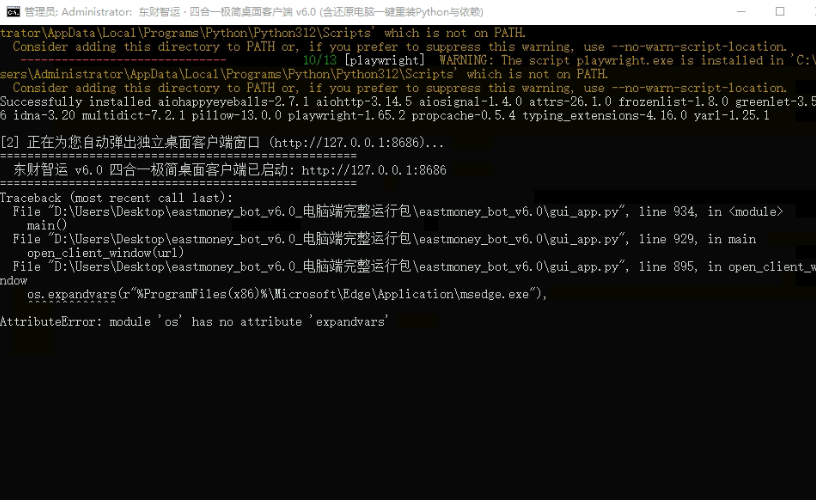 管理员: Administrator: 东财智运 - 四合一极简桌面客户端 v6.0 (含还原电脑一键重装Python与依赖)
trator\AppData\Local\Programs\Python\Python312\Scripts' which is not on PATH.
  Consider adding this directory to PATH or, if you prefer to suppress this warning, use --no-warn-script-location.
   ------------------------------ 10/13 [playwright]  WARNING: The script playwright.exe is installed in 'C:\
sers\Administrator\AppData\Local\Programs\Python\Python312\Scripts' which is not on PATH.
  Consider adding this directory to PATH or, if you prefer to suppress this warning, use --no-warn-script-location.
Successfully installed aiohappyeyeballs-2.7.1 aiohttp-3.14.5 aiosignal-1.4.0 attrs-26.1.0 frozenlist-1.8.0 greenlet-3.5
6 idna-3.20 multidict-7.2.1 pillow-13.0.0 playwright-1.65.2 propcache-0.5.4 typing_extensions-4.16.0 yarl-1.25.1
[2] 正在为您自动弹出独立桌面客户端窗口 (http://127.0.0.1:8686)...
====================================================
  东财智运 v6.0 四合一极简桌面客户端已启动: http://127.0.0.1:8686
====================================================
Traceback (most recent call last):
  File "D:\Users\Desktop\eastmoney_bot_v6.0_电脑端完整运行包\eastmoney_bot_v6.0\gui_app.py", line 934, in <module>
    main()
  File "D:\Users\Desktop\eastmoney_bot_v6.0_电脑端完整运行包\eastmoney_bot_v6.0\gui_app.py", line 929, in main
    open_client_window(url)
  File "D:\Users\Desktop\eastmoney_bot_v6.0_电脑端完整运行包\eastmoney_bot_v6.0\gui_app.py", line 895, in open_client_w
ndow
    os.expandvars(r"%ProgramFiles(x86)%\Microsoft\Edge\Application\msedge.exe"),
    ^^^^^^^^^^^^^
AttributeError: module 'os' has no attribute 'expandvars'